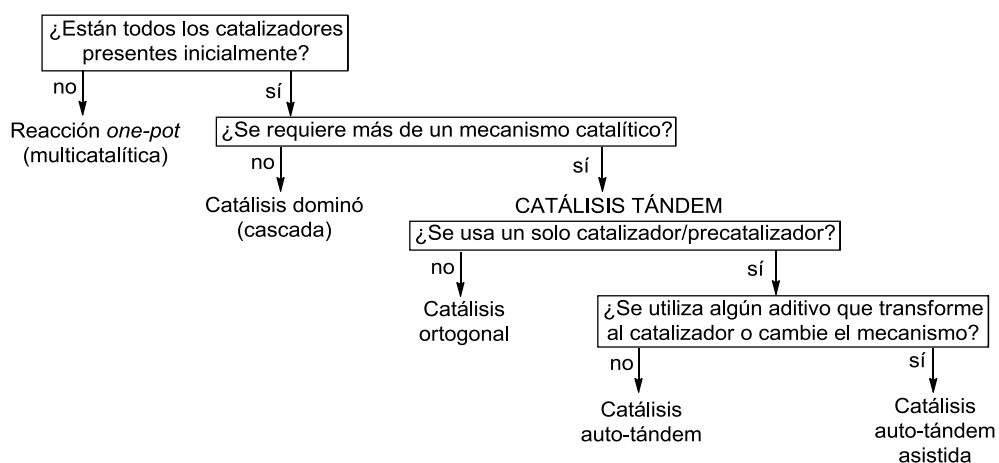 ¿Están todos los catalizadores
presentes inicialmente?
no
sí
Reacción one-pot
(multicatalítica)
¿Se requiere más de un mecanismo catalítico?
no
sí
Catálisis dominó
(cascada)
CATÁLISIS TÁNDEM
¿Se usa un solo catalizador/precatalizador?
no
sí
Catálisis
ortogonal
¿Se utiliza algún aditivo que transforme
al catalizador o cambie el mecanismo?
no
sí
Catálisis
auto-tándem
Catálisis
auto-tándem
asistida